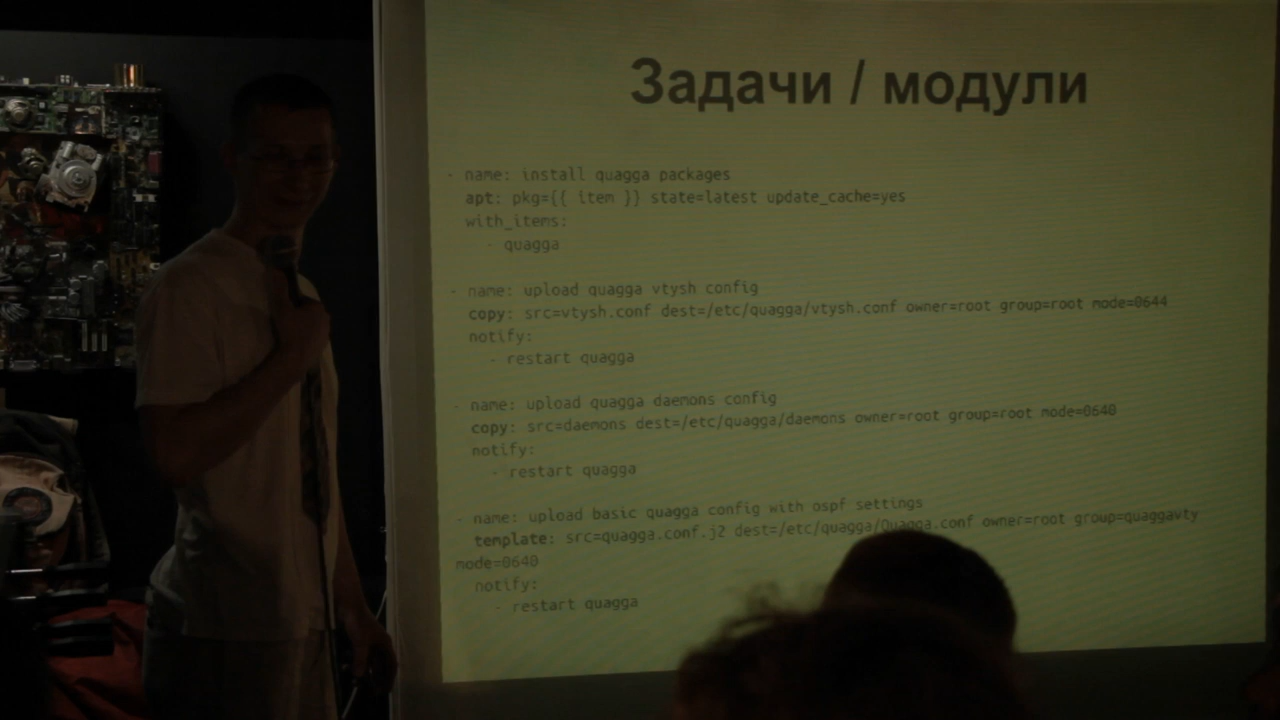 Задачи / модули
- name: install quagga packages
apt: pkg={{ item }} state=latest update_cache=yes
with_items:
- quagga
- name: upload quagga vtysh config
copy: src=vtysh.conf dest=/etc/quagga/vtysh.conf owner=root group=root mode=0644
notify:
- restart quagga
- name: upload quagga daemons config
copy: src=daemons dest=/etc/quagga/daemons owner=root group=root mode=0640
notify:
- restart quagga
- name: upload basic quagga config with ospf settings
template: src=quagga.conf.j2 dest=/etc/quagga/Quagga.conf owner=root group=quaggavty
mode=0640
notify:
- restart quagga